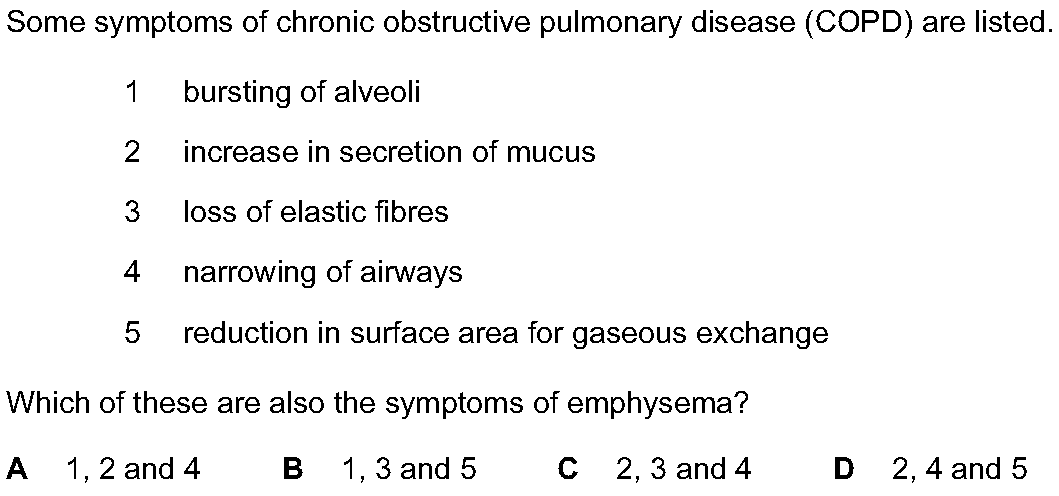 Some symptoms of chronic obstructive pulmonary disease (COPD) are listed.
1 bursting of alveoli
2 increase in secretion of mucus
3 loss of elastic fibres
4 narrowing of airways
5 reduction in surface area for gaseous exchange
Which of these are also the symptoms of emphysema?
A 1, 2 and 4 B 1, 3 and 5 C 2, 3 and 4 D 2, 4 and 5